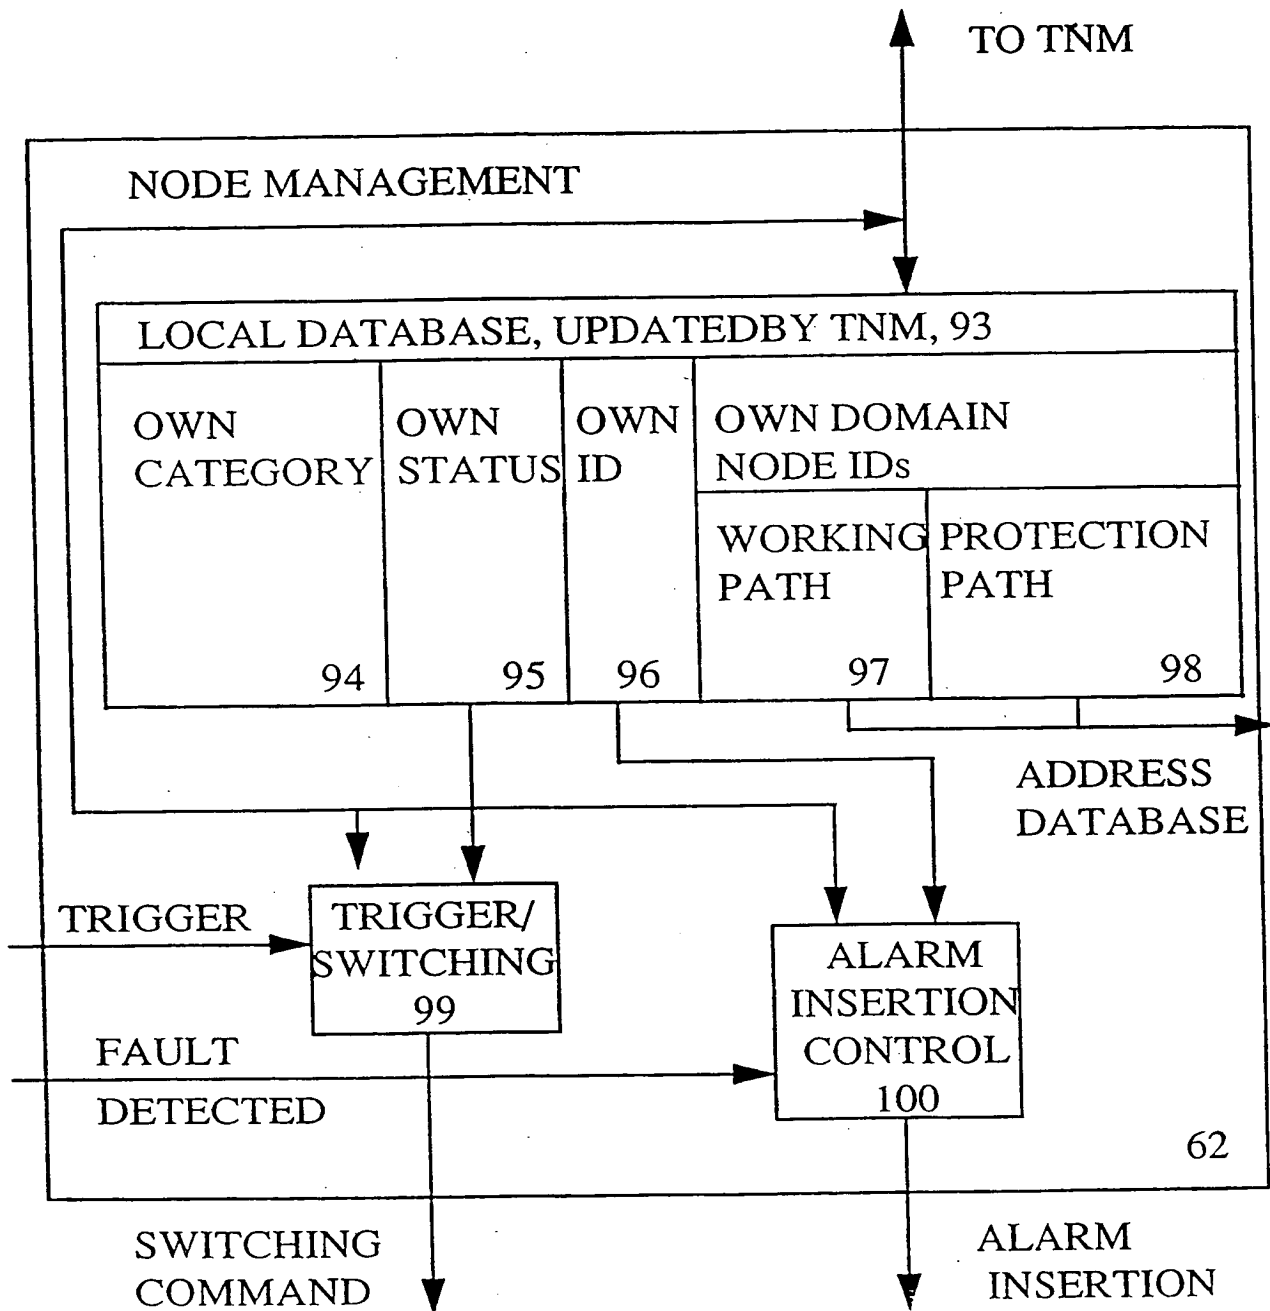 TO TNM
NODE MANAGEMENT
LOCAL DATABASE, UPDATEDBY TNM, 93
OWN
CATEGORY
94
OWN
STATUS
95
OWN
ID
96
OWN DOMAIN
NODE IDs
WORKING
PATH
97
PROTECTION
PATH
98
ADDRESS
DATABASE
TRIGGER
TRIGGER/
SWITCHING
99
ALARM
INSERTION
CONTROL
100
FAULT
DETECTED
62
SWITCHING
COMMAND
ALARM
INSERTION